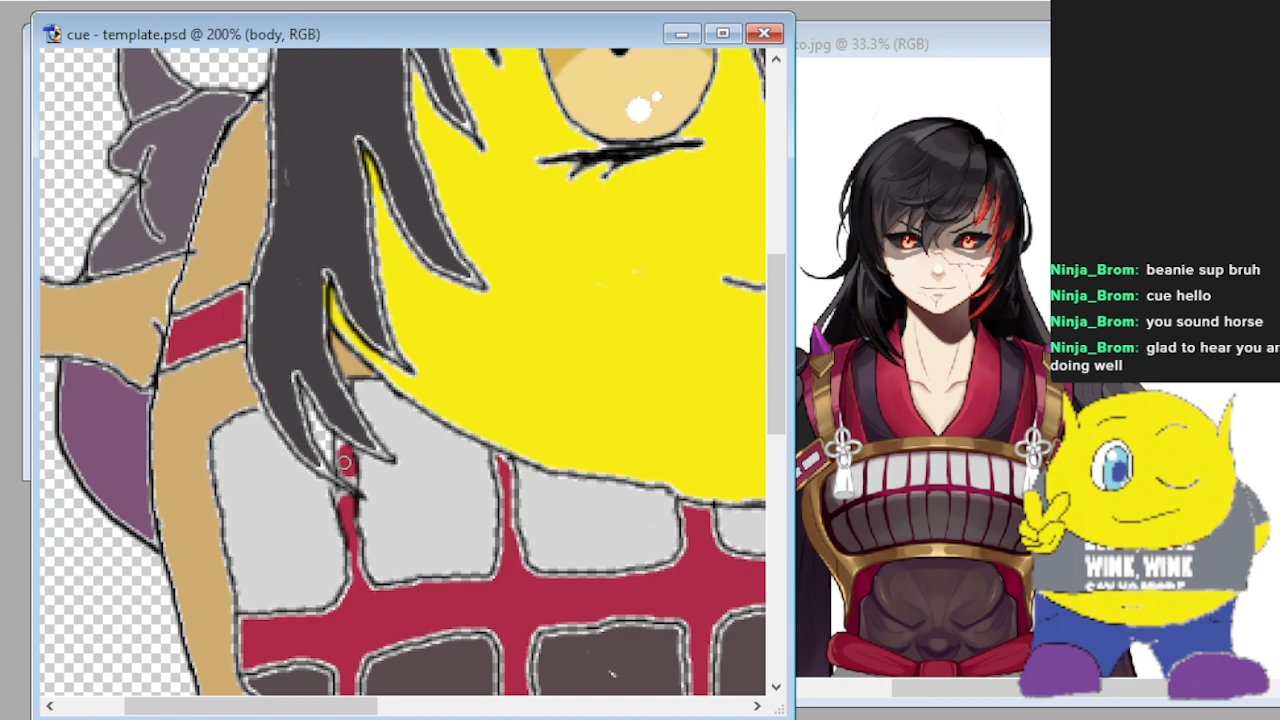 cue - template.psd @ 200% (body, RGB)
co.jpg @ 33.3% (RGB)
Ninja_Brom: beanie sup bruh
Ninja_Brom: cue hello
Ninja_Brom: you sound horse
Ninja_Brom: glad to hear you ar
doing well
WINK, WINK